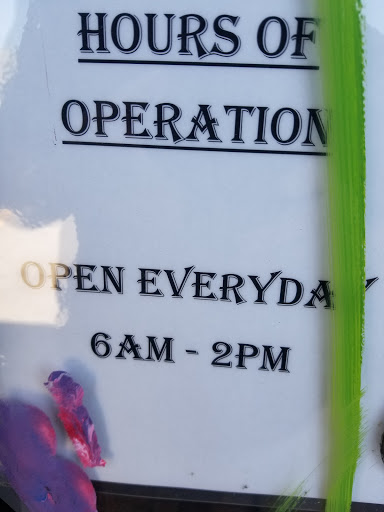 HOURS OF
OPERATION
OPEN EVERYDAY
6AM - 2PM